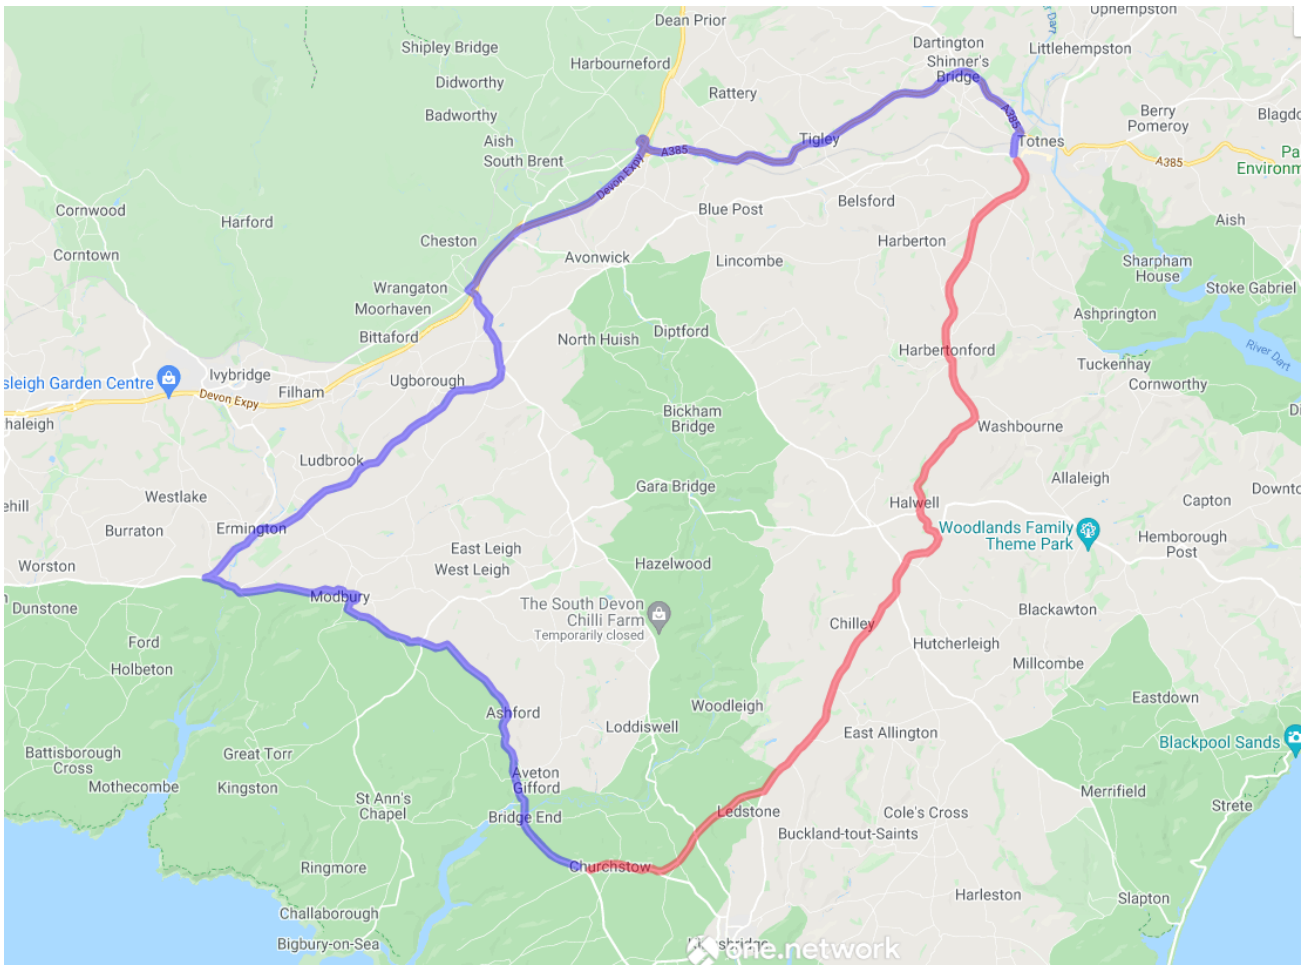 Dean Prior
Uphempston
River Dart
Shipley Bridge
Dartington
Littlehempston
Shinner's
Bridge
Harbourneford
Didworthy
Rattery
Berry
Pomeroy
Badworthy
A385
Aish
Tigley
Totnes
South Brent
A385
A385
Devon Expy
Blue Post
Belsford
Cornwood
Harford
Aish
Cheston
Harberton
Corntown
Avonwick
Lincombe
Sharpham
House
Wrangaton
Stoke Gabriel
Moorhaven
Ashprington
Bittaford
North Huish
Diptford
Harbertonford
River Dart
Tuckenhay
Ivybridge
Ugborough
Cornworthy
sleigh Garden Centre
Filham
Devon Expy
Bickham
Bridge
Washbourne
haleigh
Ludbrook
Allaleigh
Gara Bridge
Westlake
Halwell
Capton
Downto
ehill
Burraton
Ermington
Woodlands Family
Theme Park
Hemborough
Post
East Leigh
West Leigh
Hazelwood
Worston
Modbury
The South Devon
Chilli Farm
Temporarily closed
Dunstone
Blackawton
Chilley
Ford
Hutcherleigh
Holbeton
Millcombe
Eastdown
Woodleigh
Ashford
Loddiswell
East Allington
Blackpool Sands
Battisborough
Cross
Great Torr
Aveton
Gifford
Mothecombe
Kingston
Merrifield
St Ann's
Chapel
Strete
Bridge End
Ledstone
Cole's Cross
Buckland-tout-Saints
Churchstow
Ringmore
Harleston
Slapton
Challaborough
Bigbury-on-Sea
one.network